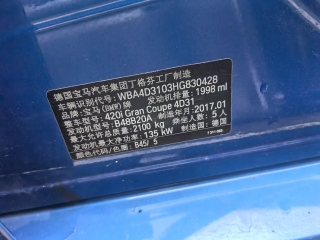 德国宝马汽车集团丁格芬工厂制造
车辆识别代号: WBA4D3103HG830428
品牌: 宝马(BMW)牌 发动机排量: 1998 ml
型号: 420i Gran Coupe 4D31
发动机型号: B48B20A 制造年月: 2017.01
最大允许总质量: 2100 kg 乘坐人数: 5 人
发动机最大净功率: 135 kW 制造国: 德国
颜色代码/色图: B45/ 5